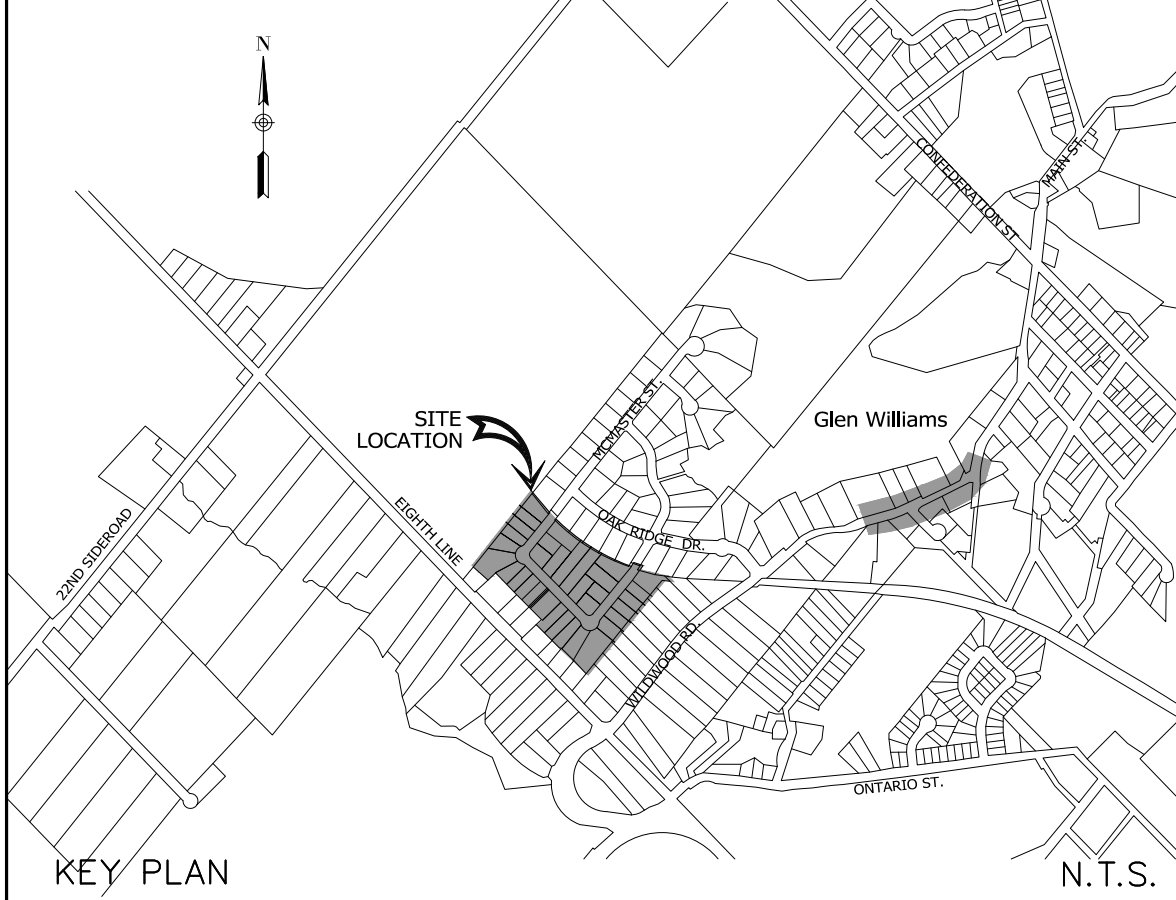 N
CONFEDERATION ST
MAIN ST.
SITE
LOCATION
MCMASTER ST.
Glen Williams
22ND SIDEROAD
EIGHTH LINE
OAK RIDGE DR.
WILDWOOD RD.
ONTARIO ST.
KEY PLAN
N.T.S.